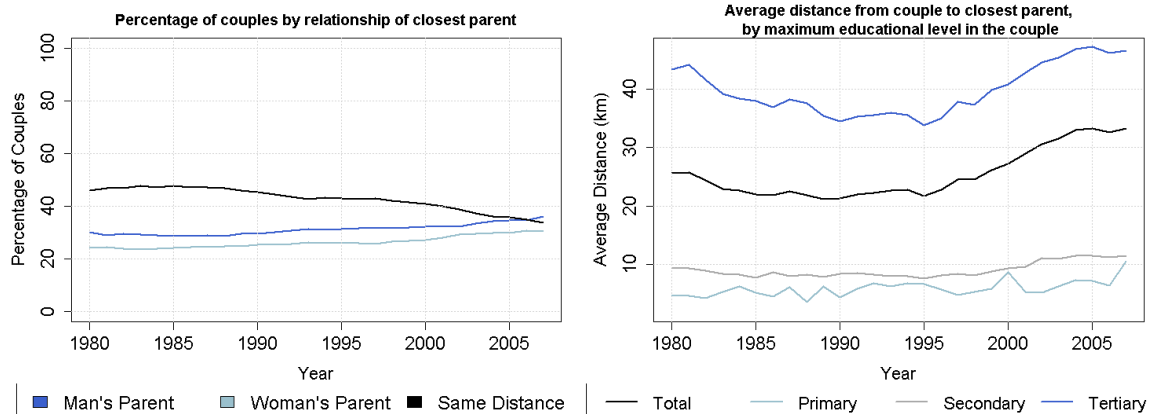 Percentage of couples by relationship of closest parent
Percentage of Couples
100
80
60
40
20
0
1980 1985 1990 1995 2000 2005
Year
Man's Parent Woman's Parent Same Distance
Average distance from couple to closest parent,
by maximum educational level in the couple
Average Distance (km)
40
30
20
10
1980 1985 1990 1995 2000 2005
Year
Total Primary Secondary Tertiary